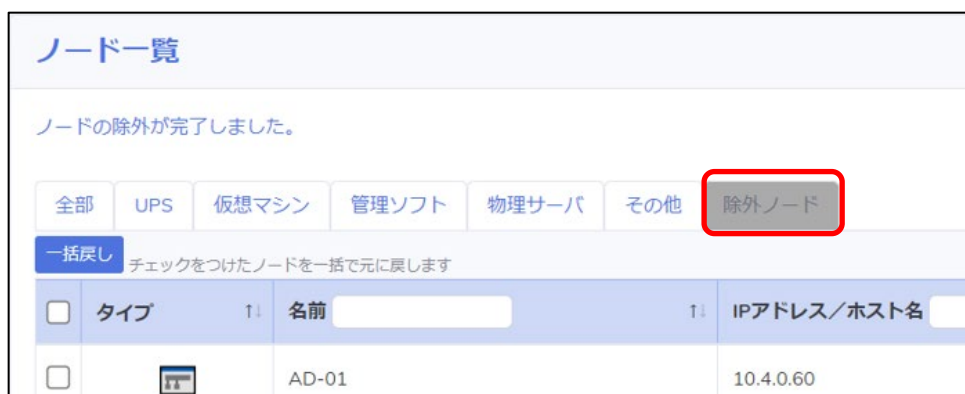 ノード一覧
ノードの除外が完了しました。
全部 UPS 仮想マシン 管理ソフト 物理サーバ その他 除外ノード
一括戻し チェックをつけたノードを一括で元に戻します
タイプ ↑↓ 名前 ↑↓ IPアドレス／ホスト名
AD-01 10.4.0.60